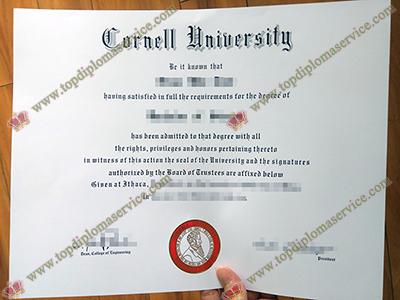 Cornell University
Be it known that
having satisfied in full the requirements for the degree of
has been admitted to that degree with all
the rights, privileges and honors pertaining thereto
in witness of this action the seal of the University and the signatures
authorized by the Board of Trustees are affixed below
Given at Ithaca,
Dean, College of Engineering
President
www.topdiplomaservice.com
www.topdiplomaservice.com
www.topdiplomaservice.com
www.topdiplomaservice.com